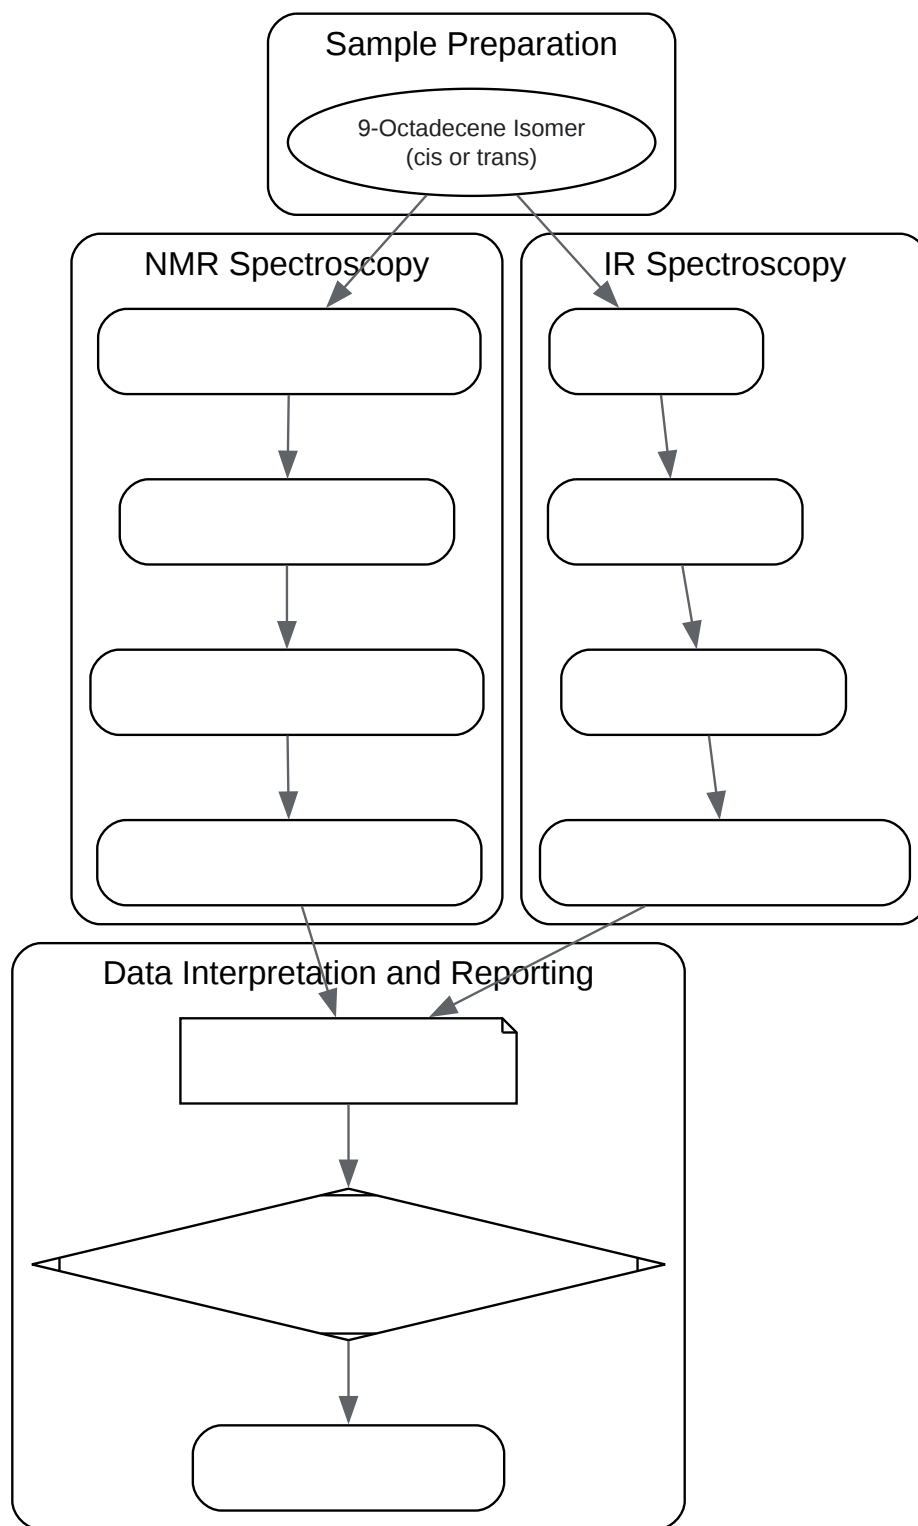 Sample Preparation
9-Octadecene Isomer
(cis or trans)
NMR Spectroscopy
IR Spectroscopy
Data Interpretation and Reporting